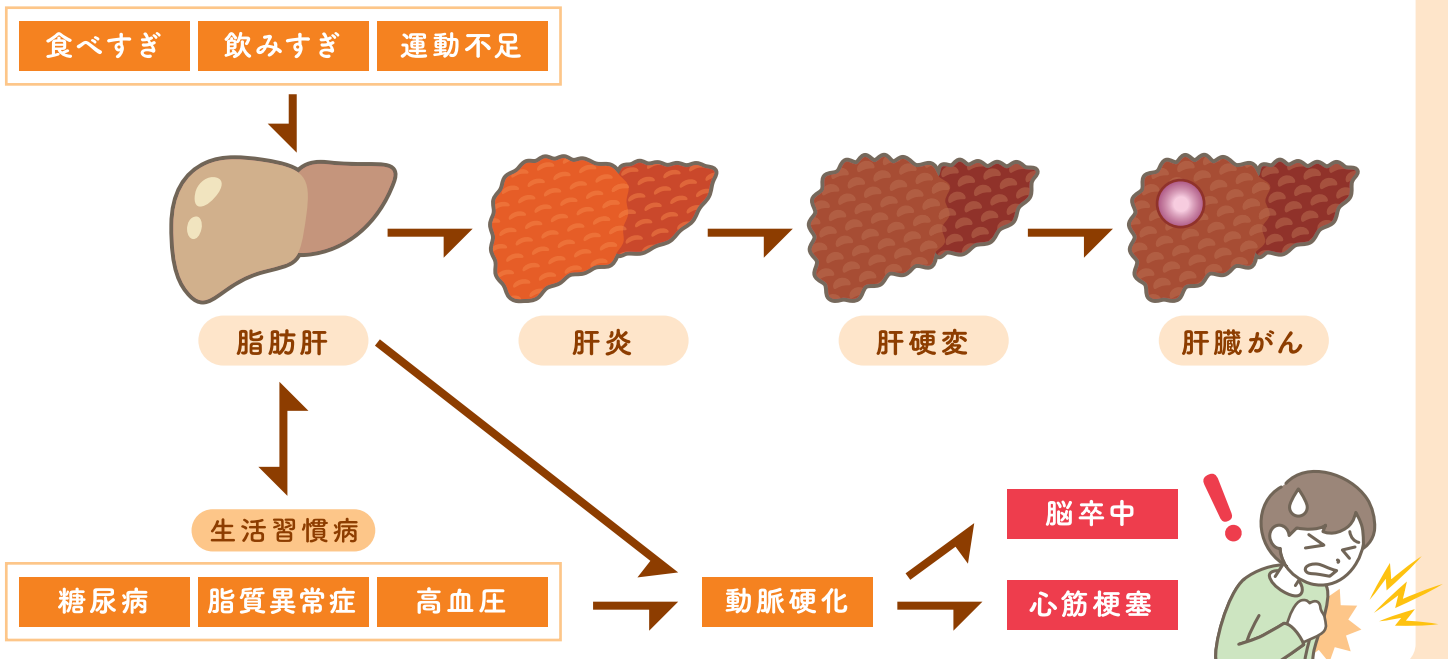 食べすぎ
飲みすぎ
運動不足
脂肪肝
肝炎
肝硬変
肝臓がん
生活習慣病
糖尿病
脂質異常症
高血圧
動脈硬化
脳卒中
心筋梗塞